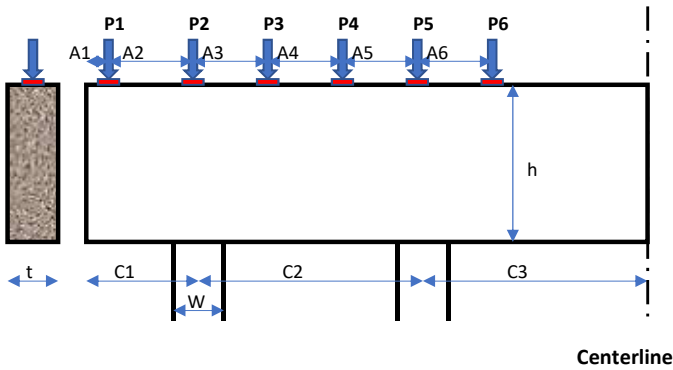 P1 P2 P3 P4 P5 P6
A1 A2 A3 A4 A5 A6
h
t C1 C2 C3
W
Centerline